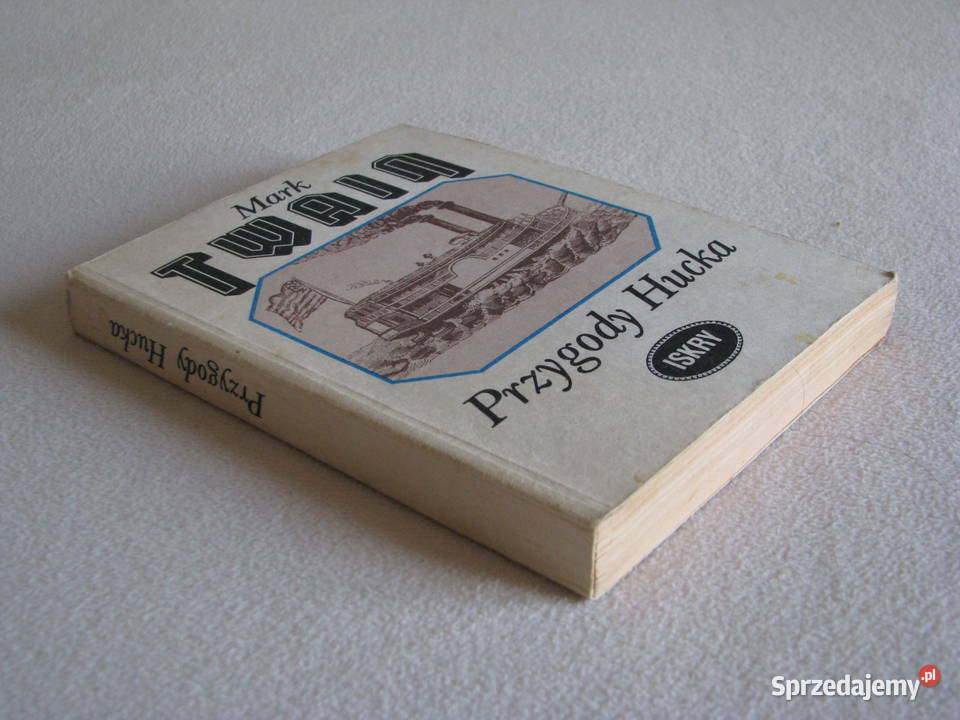 Mark
TWAIN
Przygody Hucka
ISKRY
Przygody Hucka
Sprzedajemy.pl